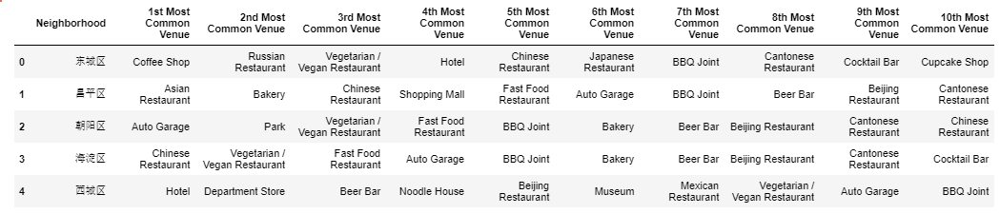 Neighborhood 1st Most Common Venue 2nd Most Common Venue 3rd Most Common Venue 4th Most Common Venue 5th Most Common Venue 6th Most Common Venue 7th Most Common Venue 8th Most Common Venue 9th Most Common Venue 10th Most Common Venue
0 东城区 Coffee Shop Russian Restaurant Vegetarian / Vegan Restaurant Hotel Chinese Restaurant Japanese Restaurant BBQ Joint Cantonese Restaurant Cocktail Bar Cupcake Shop
1 昌平区 Asian Restaurant Bakery Chinese Restaurant Shopping Mall Fast Food Restaurant Auto Garage BBQ Joint Beer Bar Beijing Restaurant Cantonese Restaurant
2 朝阳区 Auto Garage Park Vegetarian / Vegan Restaurant Fast Food Restaurant BBQ Joint Bakery Beer Bar Beijing Restaurant Cantonese Restaurant Chinese Restaurant
3 海淀区 Chinese Restaurant Vegetarian / Vegan Restaurant Fast Food Restaurant Auto Garage BBQ Joint Bakery Beer Bar Beijing Restaurant Cantonese Restaurant Cocktail Bar
4 西城区 Hotel Department Store Beer Bar Noodle House Beijing Restaurant Museum Mexican Restaurant Vegetarian / Vegan Restaurant Auto Garage BBQ Joint